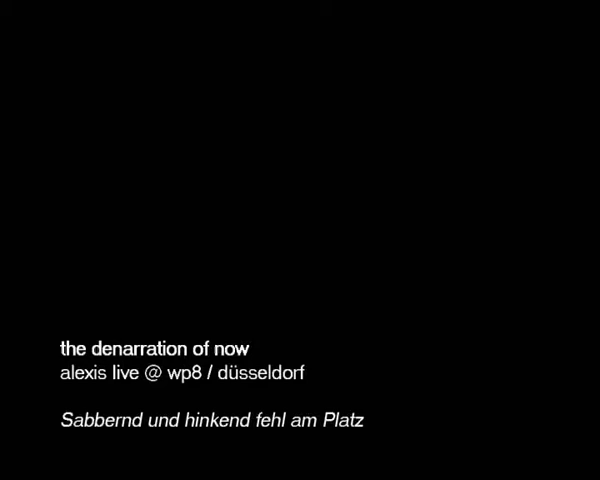 the denarration of now
alexis live @ wp8 / düsseldorf
Sabbernd und hinkend fehl am Platz